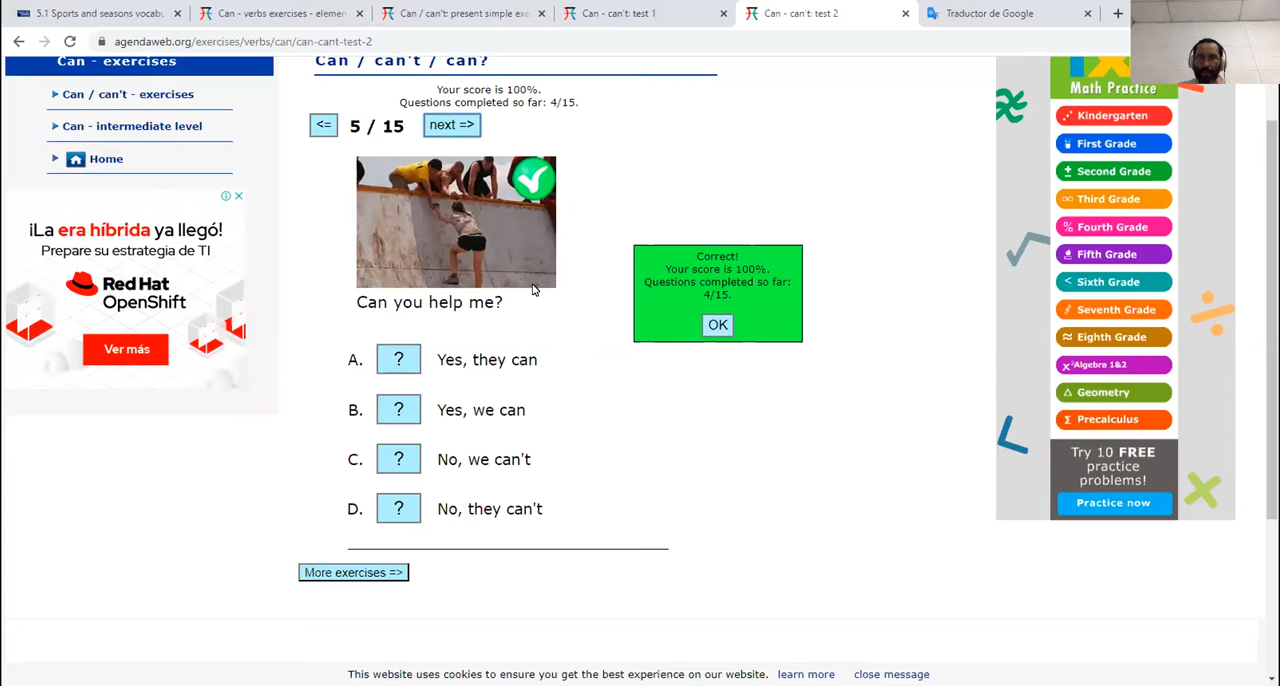 5.1 Sports and seasons vocabu
Can - verbs exercises - elemen
Can / can't: present simple exe
Can - can't: test 1
Can - can't: test 2
Traductor de Google
agendaweb.org/exercises/verbs/can/can-cant-test-2
Can - exercises
Can / can't - exercises
Can - intermediate level
Home
¡La era híbrida ya llegó!
Prepare su estrategia de TI
Red Hat
OpenShift
Ver más
Can / can't / can?
Your score is 100%.
Questions completed so far: 4/15.
<=
5 / 15
next =>
Can you help me?
A. ? Yes, they can
B. ? Yes, we can
C. ? No, we can't
D. ? No, they can't
More exercises =>
Correct!
Your score is 100%.
Questions completed so far:
4/15.
OK
Math Practice
Kindergarten
First Grade
Second Grade
Third Grade
Fourth Grade
Fifth Grade
Sixth Grade
Seventh Grade
Eighth Grade
Algebra 1&2
Geometry
Precalculus
Try 10 FREE
practice
problems!
Practice now
This website uses cookies to ensure you get the best experience on our website. learn more close message